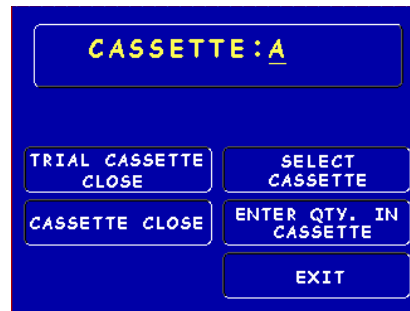 CASSETTE:A
TRIAL CASSETTE
CLOSE
SELECT
CASSETTE
CASSETTE CLOSE
ENTER QTY. IN
CASSETTE
EXIT